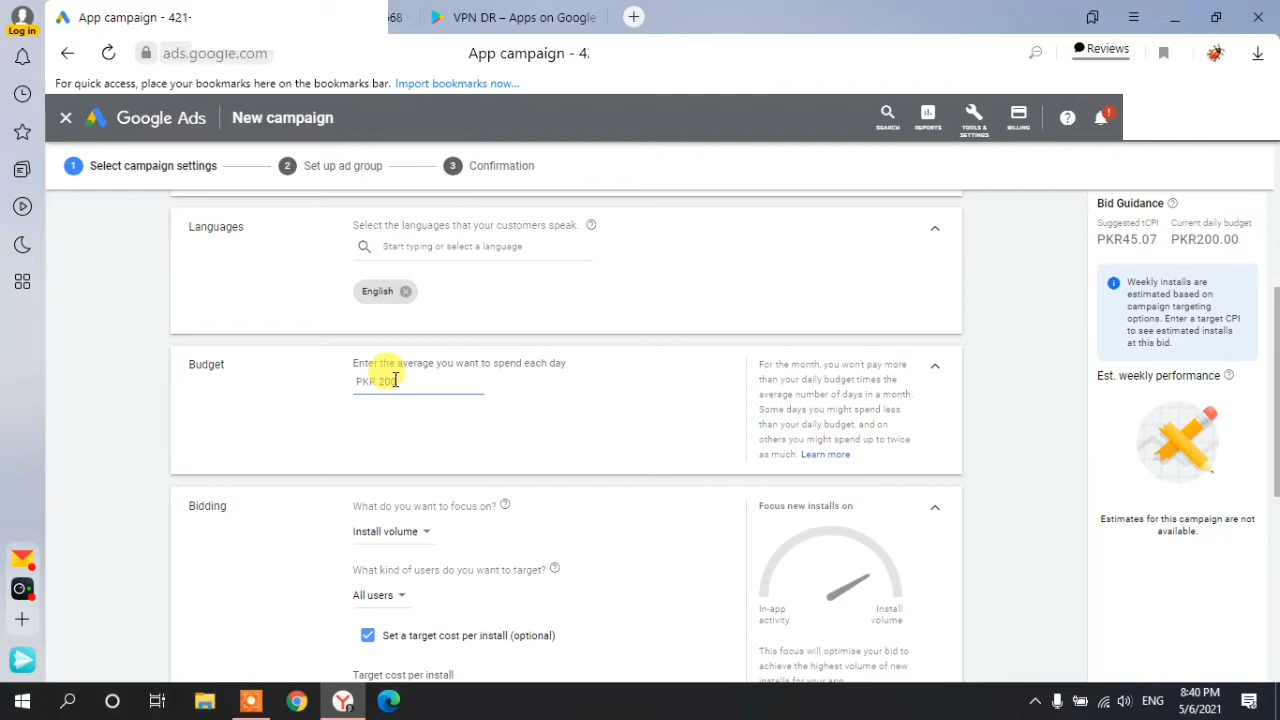 App campaign - 421-
68
VPN DR – Apps on Google
Log in
ads.google.com
App campaign - 42
Reviews
For quick access, place your bookmarks here on the bookmarks bar. Import bookmarks now...
Google Ads
New campaign
SEARCH
REPORTS
TOOLS & SETTINGS
BILLING
1 Select campaign settings
2 Set up ad group
3 Confirmation
Languages
Select the languages that your customers speak.
Start typing or select a language
English
Budget
Enter the average you want to spend each day
PKR 200
For the month, you won't pay more
than your daily budget times the
average number of days in a month.
Some days you might spend less
than your daily budget, and on
others you might spend up to twice
as much. Learn more
Bidding
What do you want to focus on?
Install volume
What kind of users do you want to target?
All users
Set a target cost per install (optional)
Target cost per install
Focus new installs on
In-app
activity
Install
volume
This focus will optimise your bid to
achieve the highest volume of new
installs for your app.
Bid Guidance
Suggested tCPI
Current daily budget
PKR45.07
PKR200.00
Weekly installs are
estimated based on
campaign targeting
options. Enter a target CPI
to see estimated installs
at this bid.
Est. weekly performance
Estimates for this campaign are not
available.
ENG
8:40 PM
5/6/2021